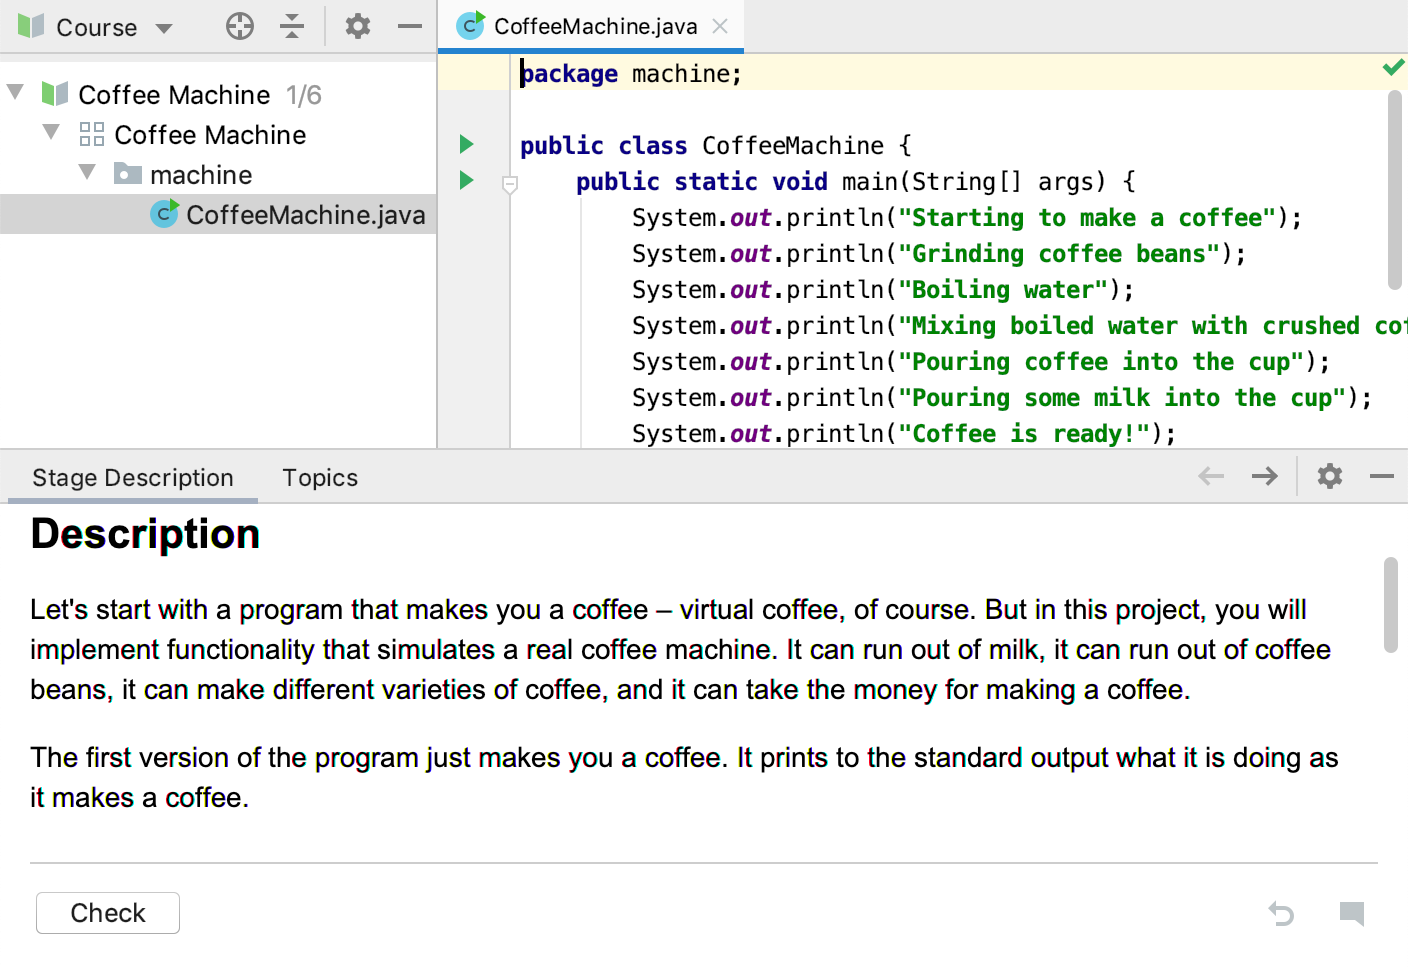 Course
CoffeeMachine.java
Coffee Machine 1/6
Coffee Machine
machine
CoffeeMachine.java
package machine;
public class CoffeeMachine {
public static void main(String[] args) {
System.out.println("Starting to make a coffee");
System.out.println("Grinding coffee beans");
System.out.println("Boiling water");
System.out.println("Mixing boiled water with crushed cof
System.out.println("Pouring coffee into the cup");
System.out.println("Pouring some milk into the cup");
System.out.println("Coffee is ready!");
Stage Description Topics
Description
Let's start with a program that makes you a coffee – virtual coffee, of course. But in this project, you will
implement functionality that simulates a real coffee machine. It can run out of milk, it can run out of coffee
beans, it can make different varieties of coffee, and it can take the money for making a coffee.
The first version of the program just makes you a coffee. It prints to the standard output what it is doing as
it makes a coffee.
Check